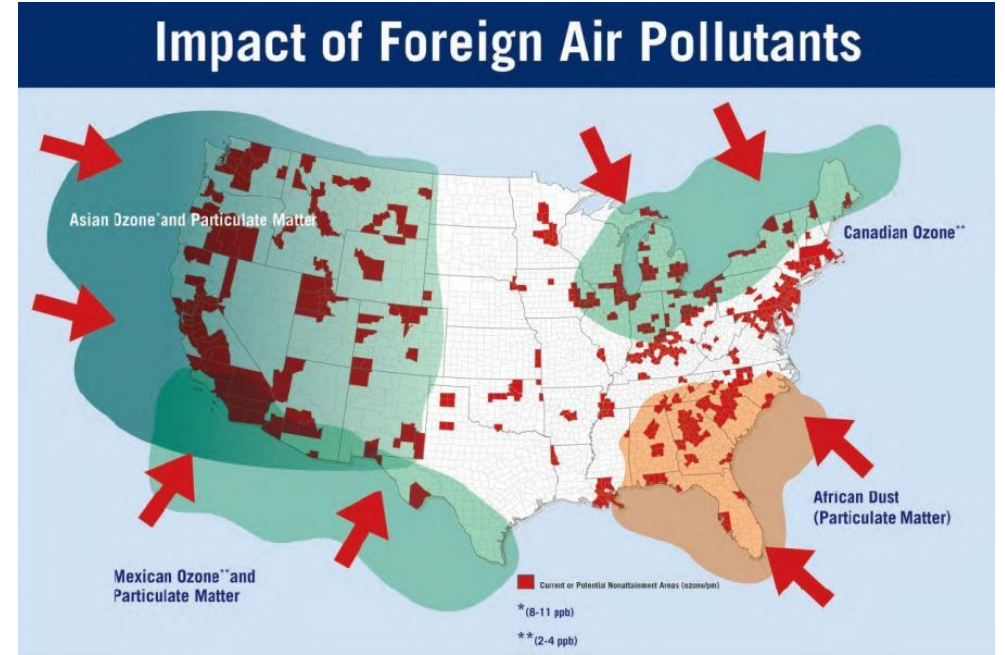 Impact of Foreign Air Pollutants
Asian Ozone* and Particulate Matter
Canadian Ozone**
African Dust
(Particulate Matter)
Mexican Ozone** and
Particulate Matter
Current or Potential Nonattainment Areas (ozone/pm)
*(8-11 ppb)
**(2-4 ppb)